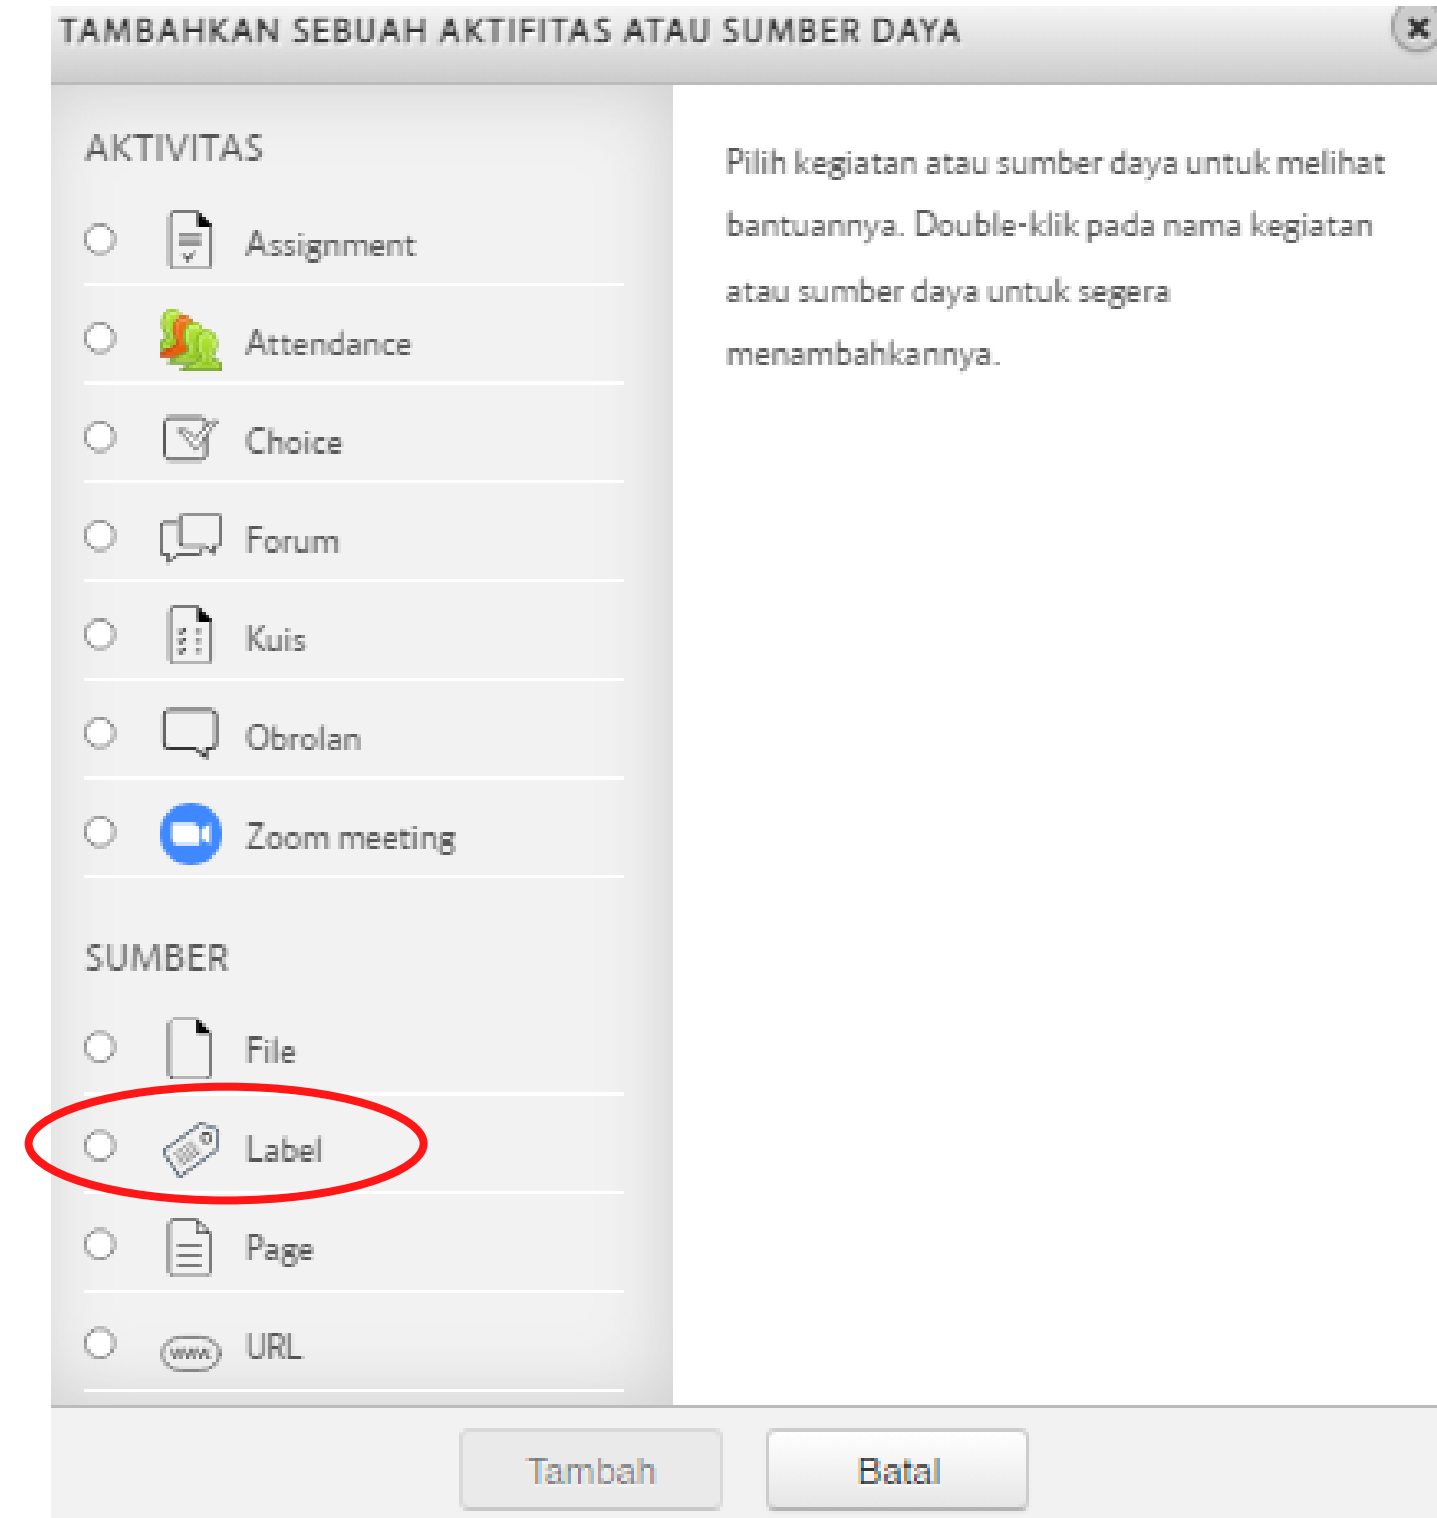 TAMBAHKAN SEBUAH AKTIFITAS ATAU SUMBER DAYA
AKTIVITAS
Assignment
Attendance
Choice
Forum
Kuis
Obrolan
Zoom meeting
SUMBER
File
Label
Page
www URL
Pilih kegiatan atau sumber daya untuk melihat
bantuannya. Double-klik pada nama kegiatan
atau sumber daya untuk segera
menambahkannya.
Tambah
Batal